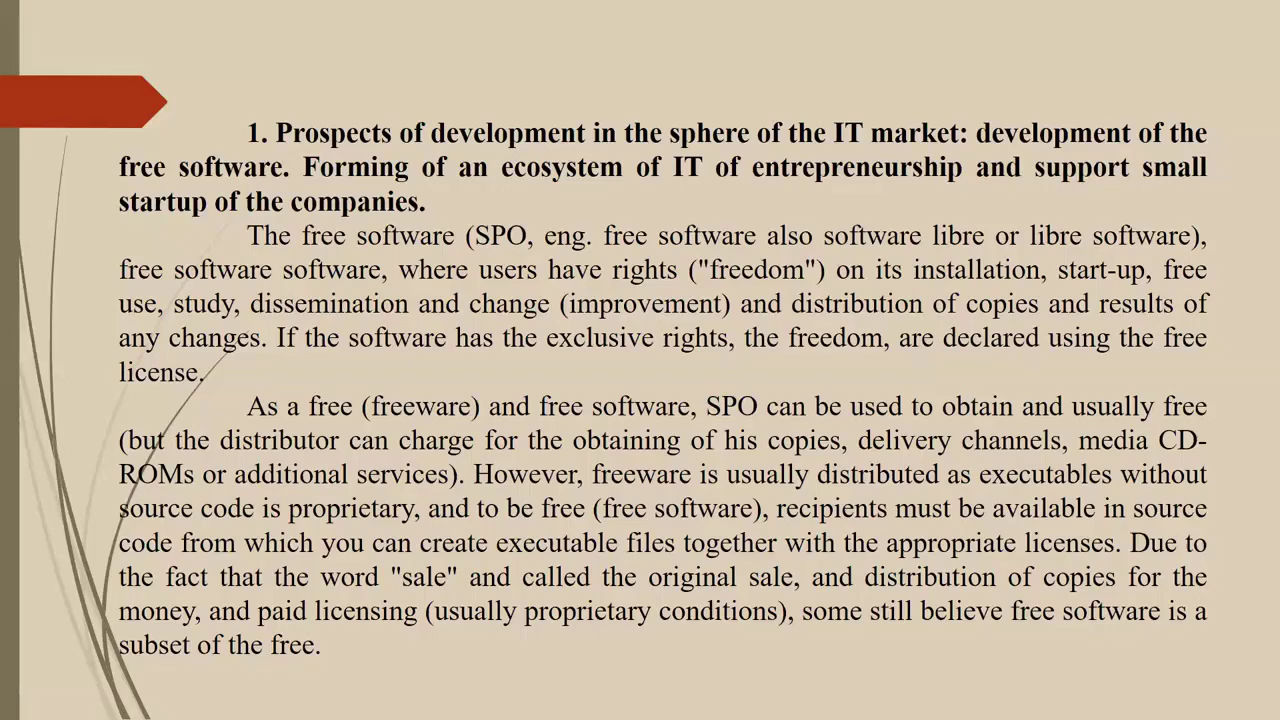 1. Prospects of development in the sphere of the IT market: development of the
free software. Forming of an ecosystem of IT of entrepreneurship and support small
startup of the companies.
The free software (SPO, eng. free software also software libre or libre software),
free software software, where users have rights ("freedom") on its installation, start-up, free
use, study, dissemination and change (improvement) and distribution of copies and results of
any changes. If the software has the exclusive rights, the freedom, are declared using the free
license.
As a free (freeware) and free software, SPO can be used to obtain and usually free
(but the distributor can charge for the obtaining of his copies, delivery channels, media CD-
ROMs or additional services). However, freeware is usually distributed as executables without
source code is proprietary, and to be free (free software), recipients must be available in source
code from which you can create executable files together with the appropriate licenses. Due to
the fact that the word "sale" and called the original sale, and distribution of copies for the
money, and paid licensing (usually proprietary conditions), some still believe free software is a
subset of the free.